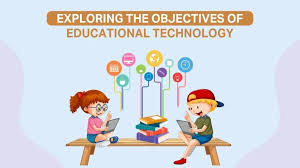 EXPLORING THE OBJECTIVES OF
EDUCATIONAL TECHNOLOGY